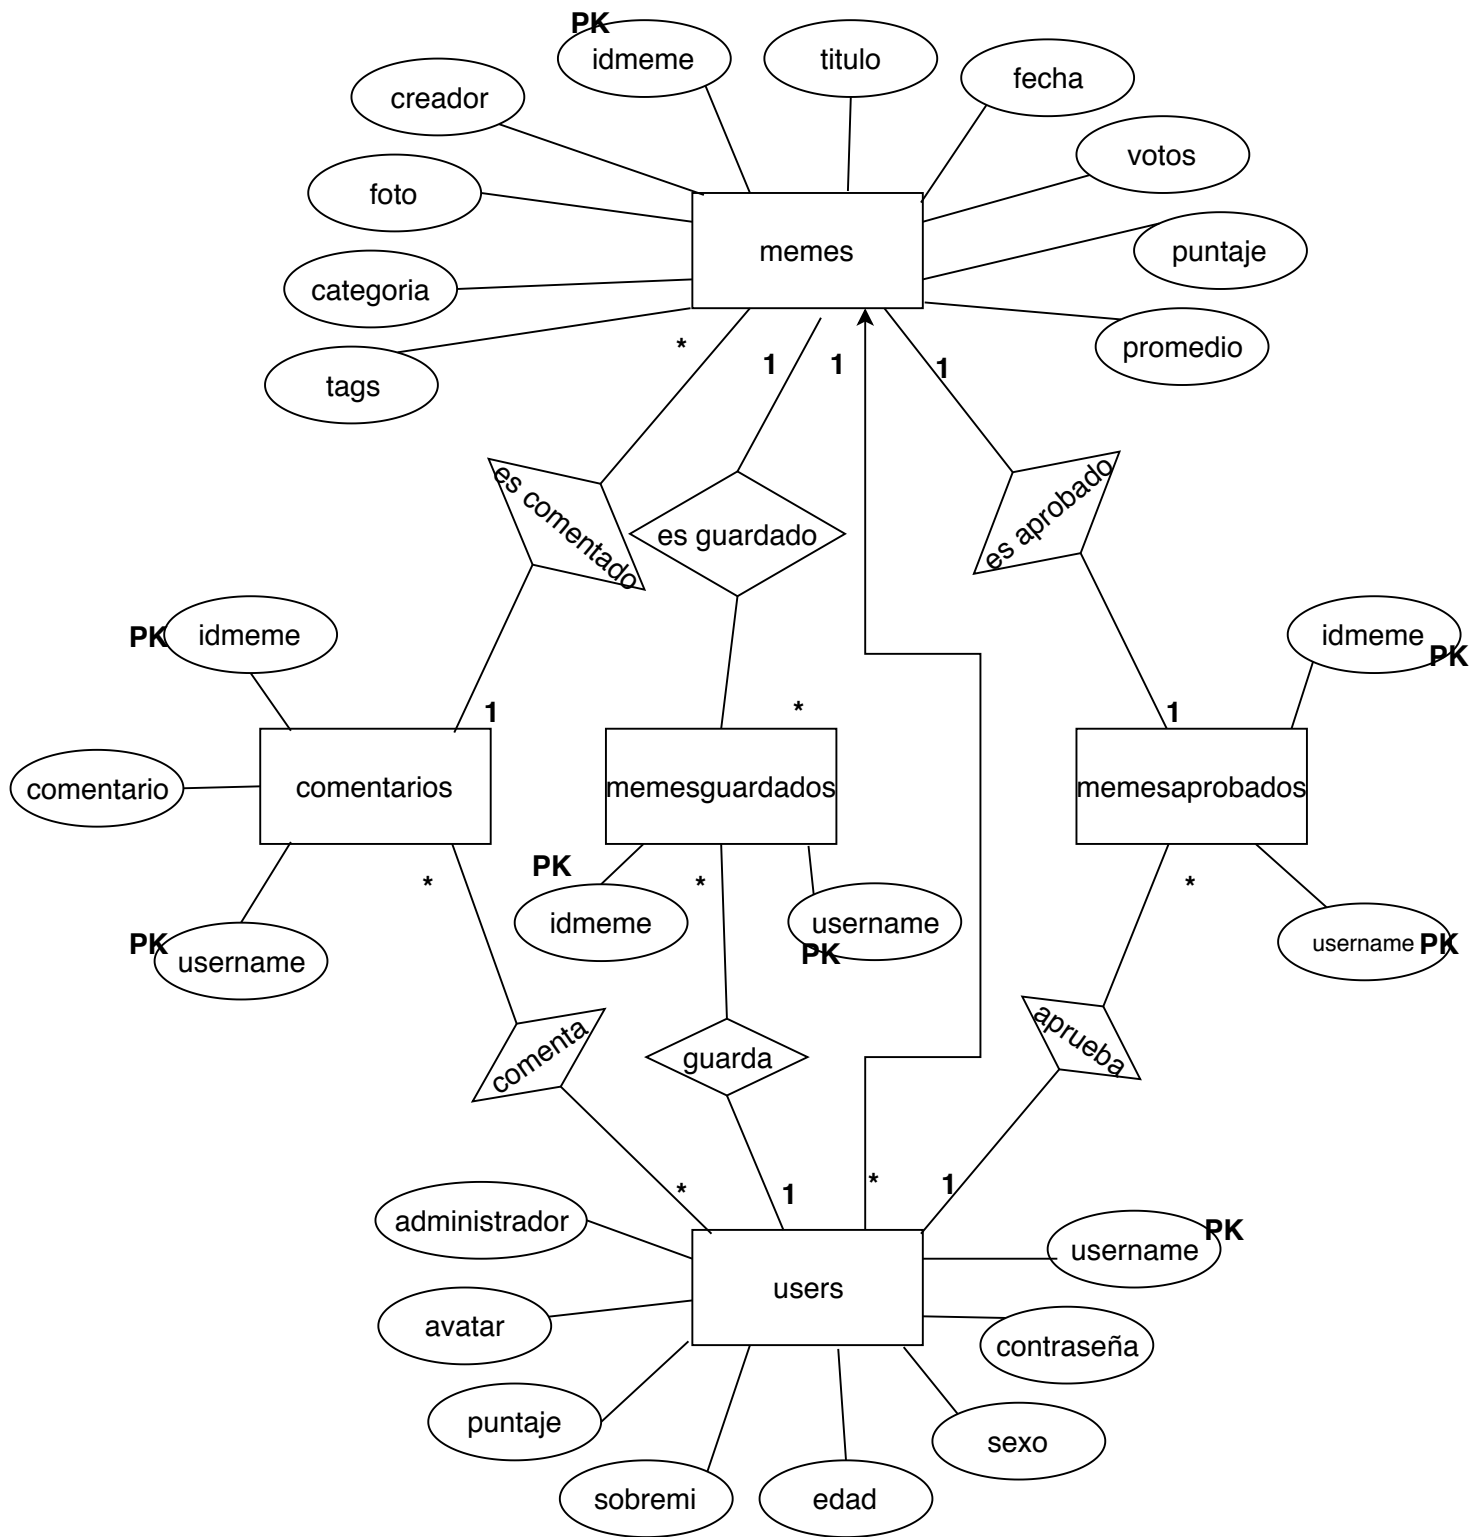 PK
idmeme
titulo
fecha
creador
votos
foto
memes
puntaje
categoria
promedio
tags
*
1
1
1
es comentado
es guardado
es aprobado
PK
idmeme
idmeme
PK
1
*
1
comentario
comentarios
memesguardados
memesaprobados
PK
*
*
*
idmeme
username
PK
PK
username
username
PK
comenta
guarda
aprueba
*
1
*
1
administrador
username
PK
users
avatar
contraseña
puntaje
sexo
sobremi
edad